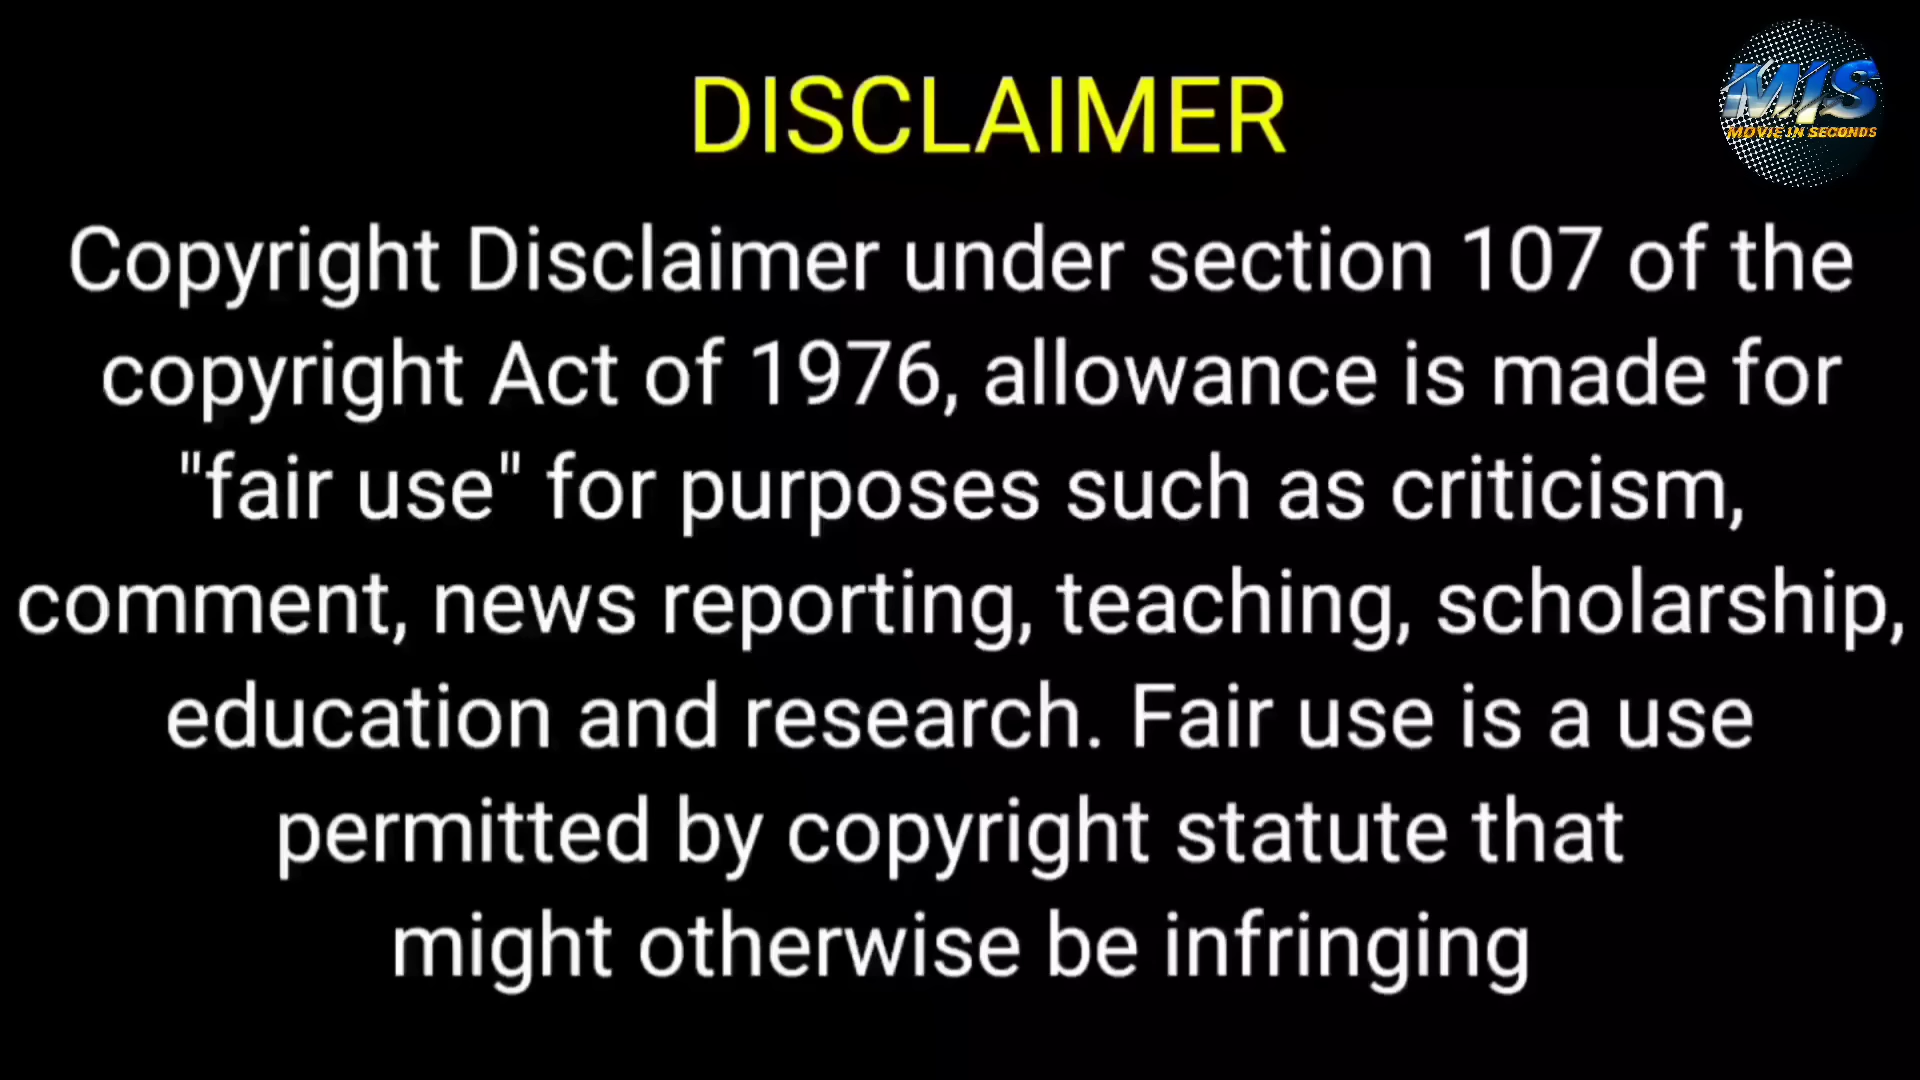 DISCLAIMER
MIS
MOVIE IN SECONDS
Copyright Disclaimer under section 107 of the
copyright Act of 1976, allowance is made for
"fair use" for purposes such as criticism,
comment, news reporting, teaching, scholarship,
education and research. Fair use is a use
permitted by copyright statute that
might otherwise be infringing